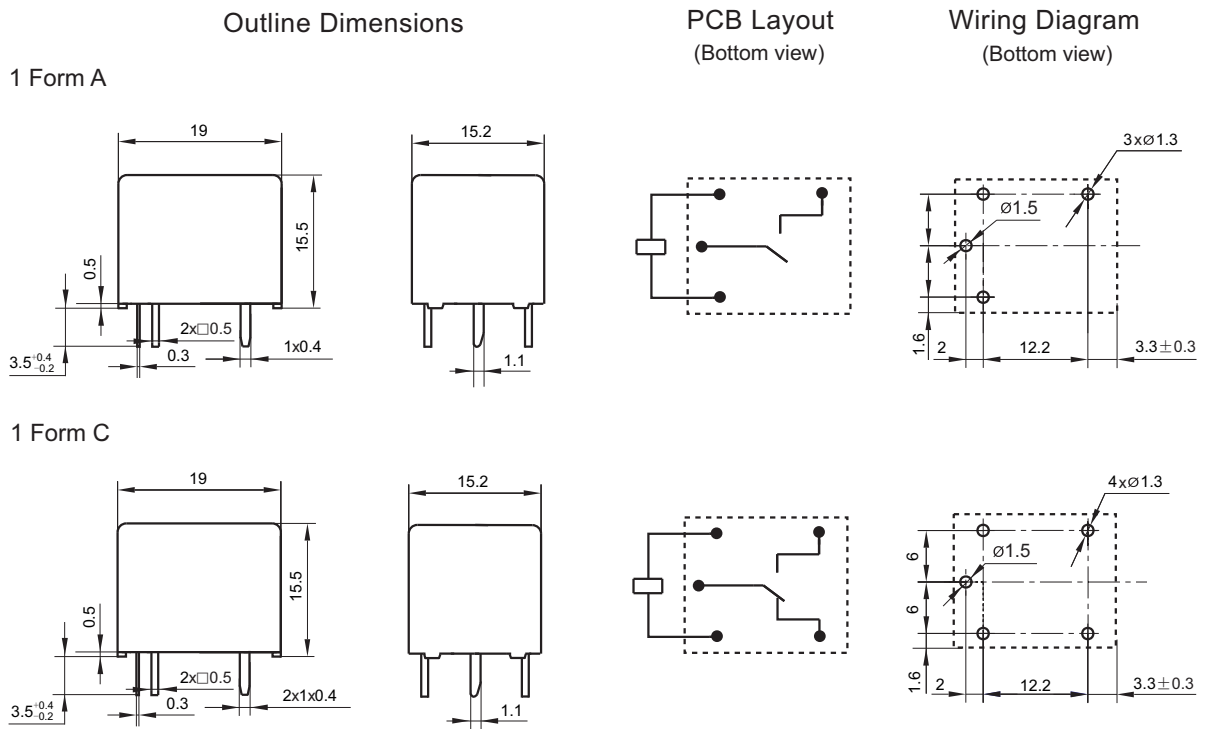 Outline Dimensions
PCB Layout
(Bottom view)
Wiring Diagram
(Bottom view)
1 Form A
19
15.5
0.5
3.5 +0.4 -0.2
2x□0.5
0.3
1x0.4
15.2
1.1
3xØ1.3
Ø1.5
1.6
2
12.2
3.3±0.3
1 Form C
19
15.5
0.5
3.5 +0.4 -0.2
2x□0.5
0.3
2x1x0.4
15.2
1.1
4xØ1.3
Ø1.5
6
6
1.6
2
12.2
3.3±0.3